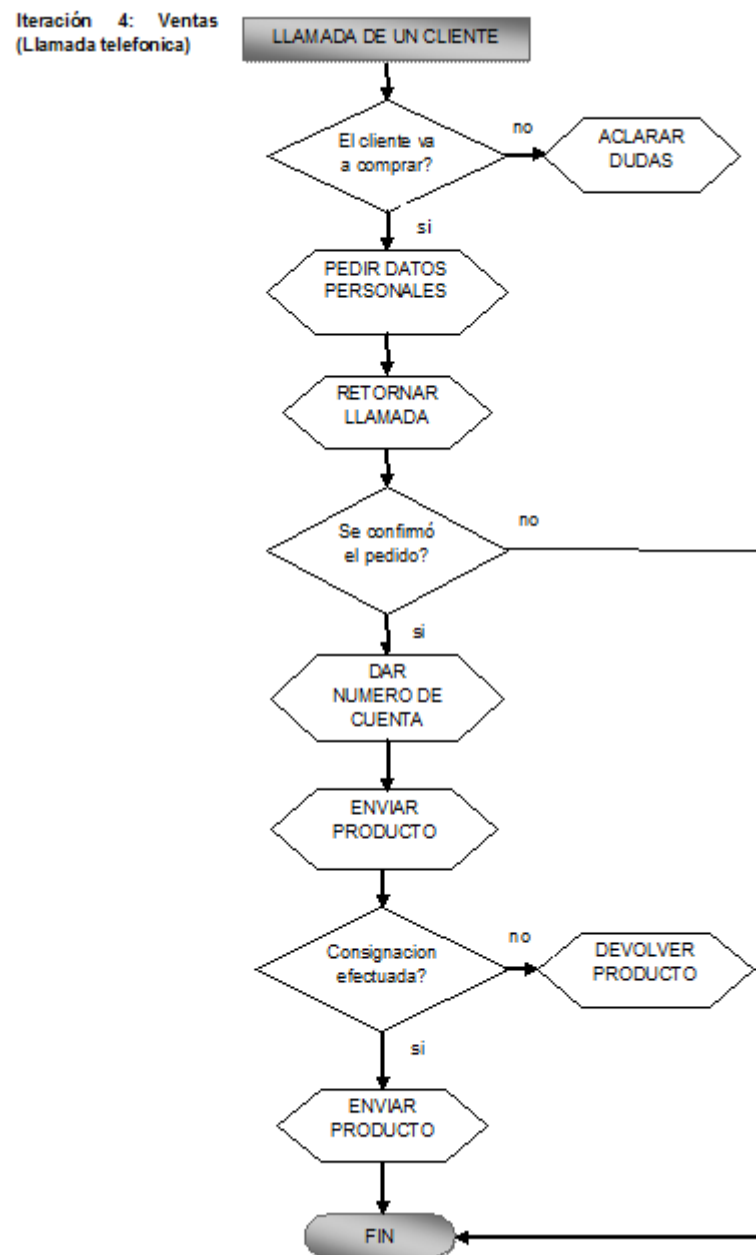 Iteración 4: Ventas
(Llamada telefonica)
LLAMADA DE UN CLIENTE
El cliente va
a comprar?
no
ACLARAR
DUDAS
si
PEDIR DATOS
PERSONALES
RETORNAR
LLAMADA
Se confirmó
el pedido?
no
si
DAR
NUMERO DE
CUENTA
ENVIAR
PRODUCTO
Consignacion
efectuada?
no
DEVOLVER
PRODUCTO
si
ENVIAR
PRODUCTO
FIN